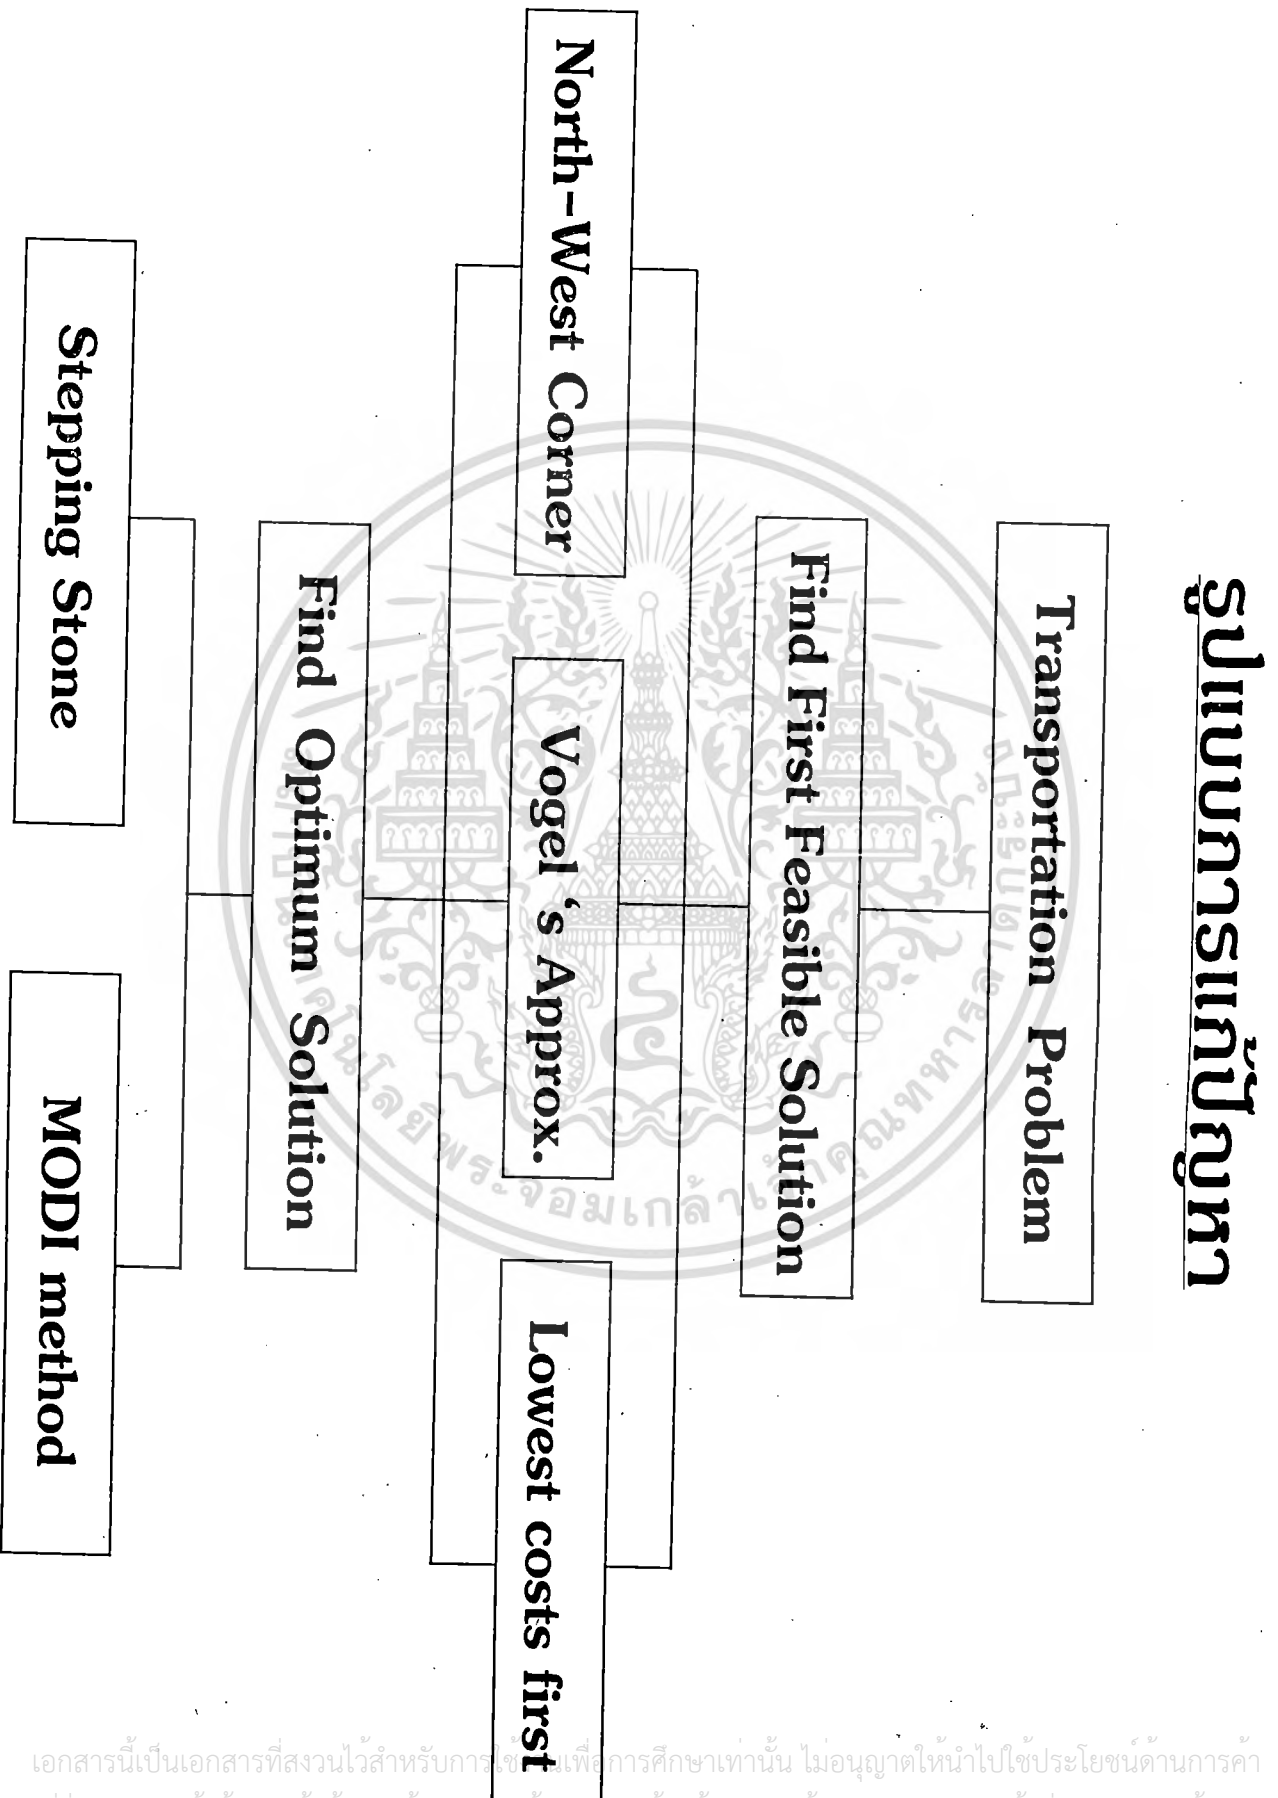 รูปแบบการแก้ปัญหา
Transportation Problem
Find First Feasible Solution
North-West Corner
Vogel 's Approx.
Lowest costs first
Find Optimum Solution
Stepping Stone
MODI method
เอกสารนี้เป็นเอกสารที่สงวนไว้สำหรับการใช้งานเพื่อการศึกษาเท่านั้น ไม่อนุญาตให้นำไปใช้ประโยชน์ด้านการค้า